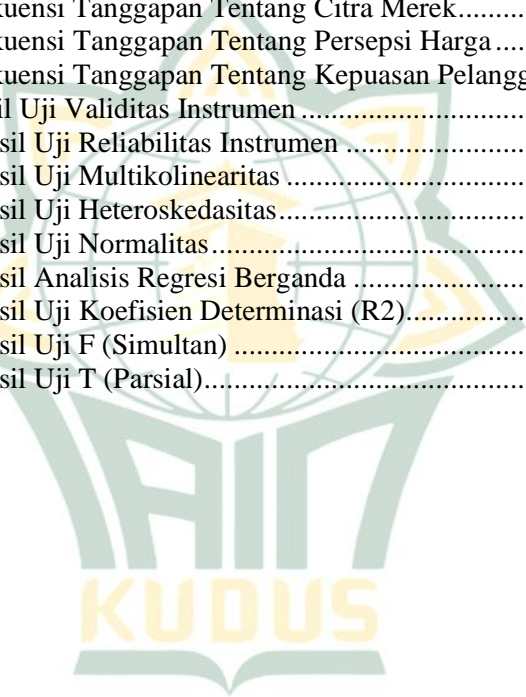 kuensi Tanggapan Tentang Citra Merek..........
kuensi Tanggapan Tentang Persepsi Harga.....
kuensi Tanggapan Tentang Kepuasan Pelangg
il Uji Validitas Instrumen..................................
sil Uji Reliabilitas Instrumen ...........................
sil Uji Multikolinearitas....................................
sil Uji Heteroskedasitas.....................................
sil Uji Normalitas...............................................
sil Analisis Regresi Berganda..........................
sil Uji Koefisien Determinasi (R2)..................
sil Uji F (Simultan)............................................
sil Uji T (Parsial)................................................
IAIN
KUDUS